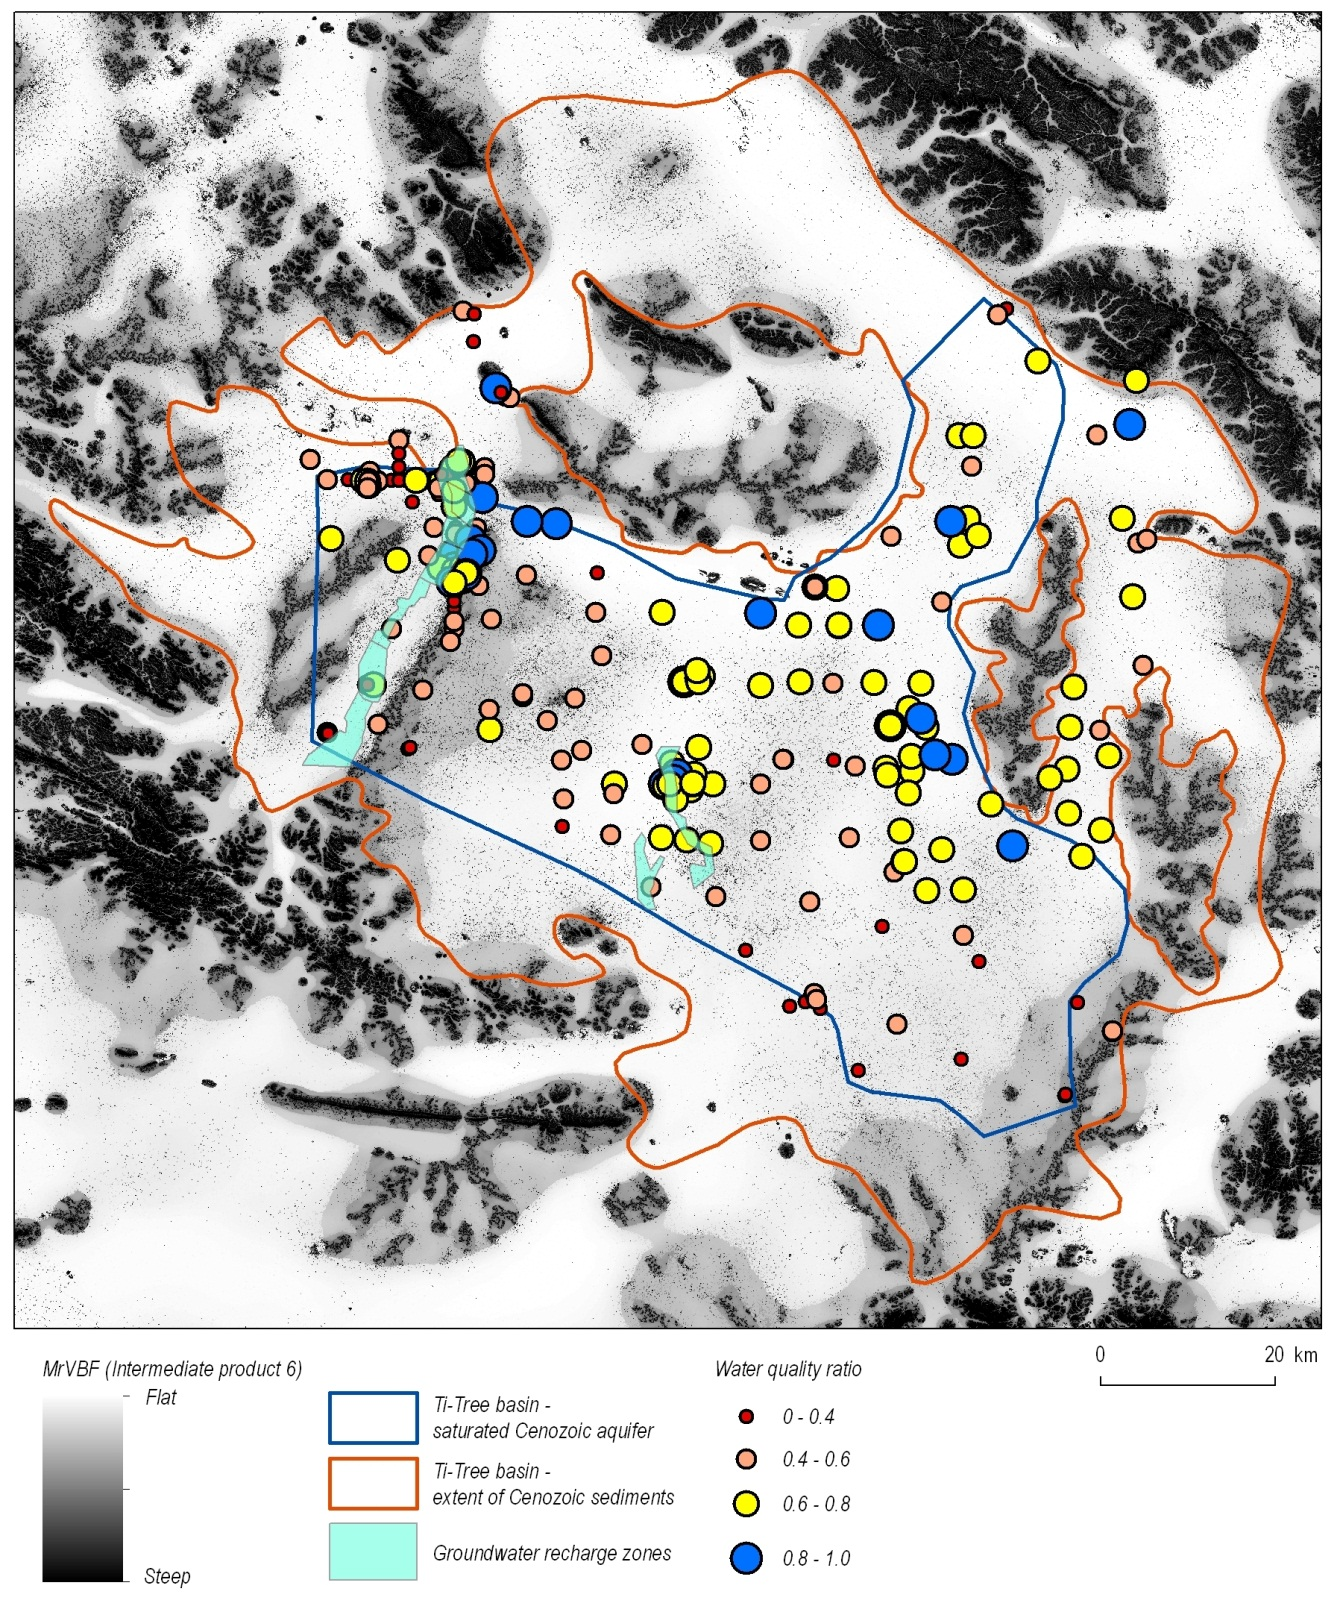 0 20 km
MrVBF (Intermediate product 6)
Flat
Steep
Ti-Tree basin -
saturated Cenozoic aquifer
Ti-Tree basin -
extent of Cenozoic sediments
Groundwater recharge zones
Water quality ratio
0 - 0.4
0.4 - 0.6
0.6 - 0.8
0.8 - 1.0